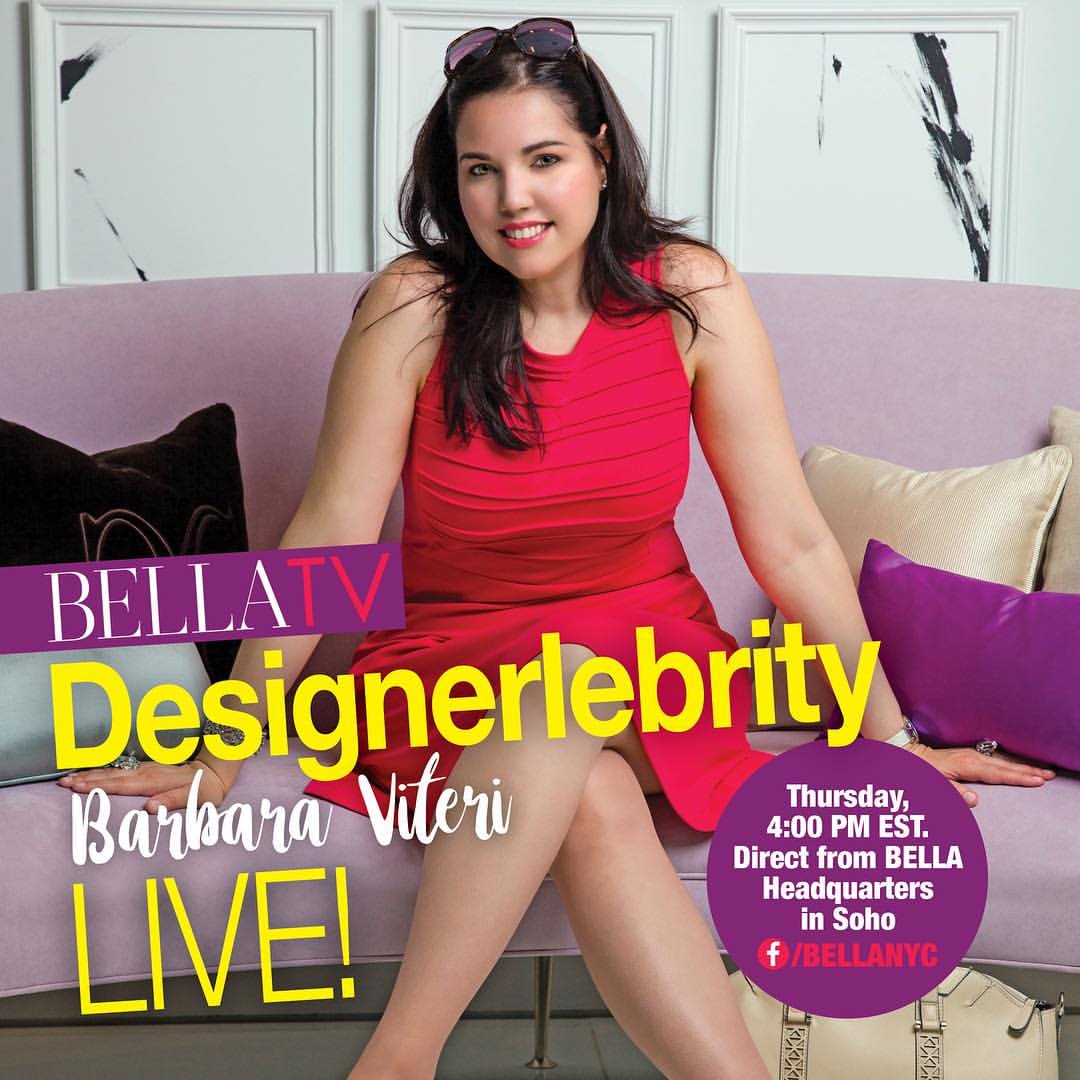 BELLATV
Designerlebrity
Barbara Viteri
LIVE!
Thursday,
4:00 PM EST.
Direct from BELLA
Headquarters
in Soho
f/BELLANYC